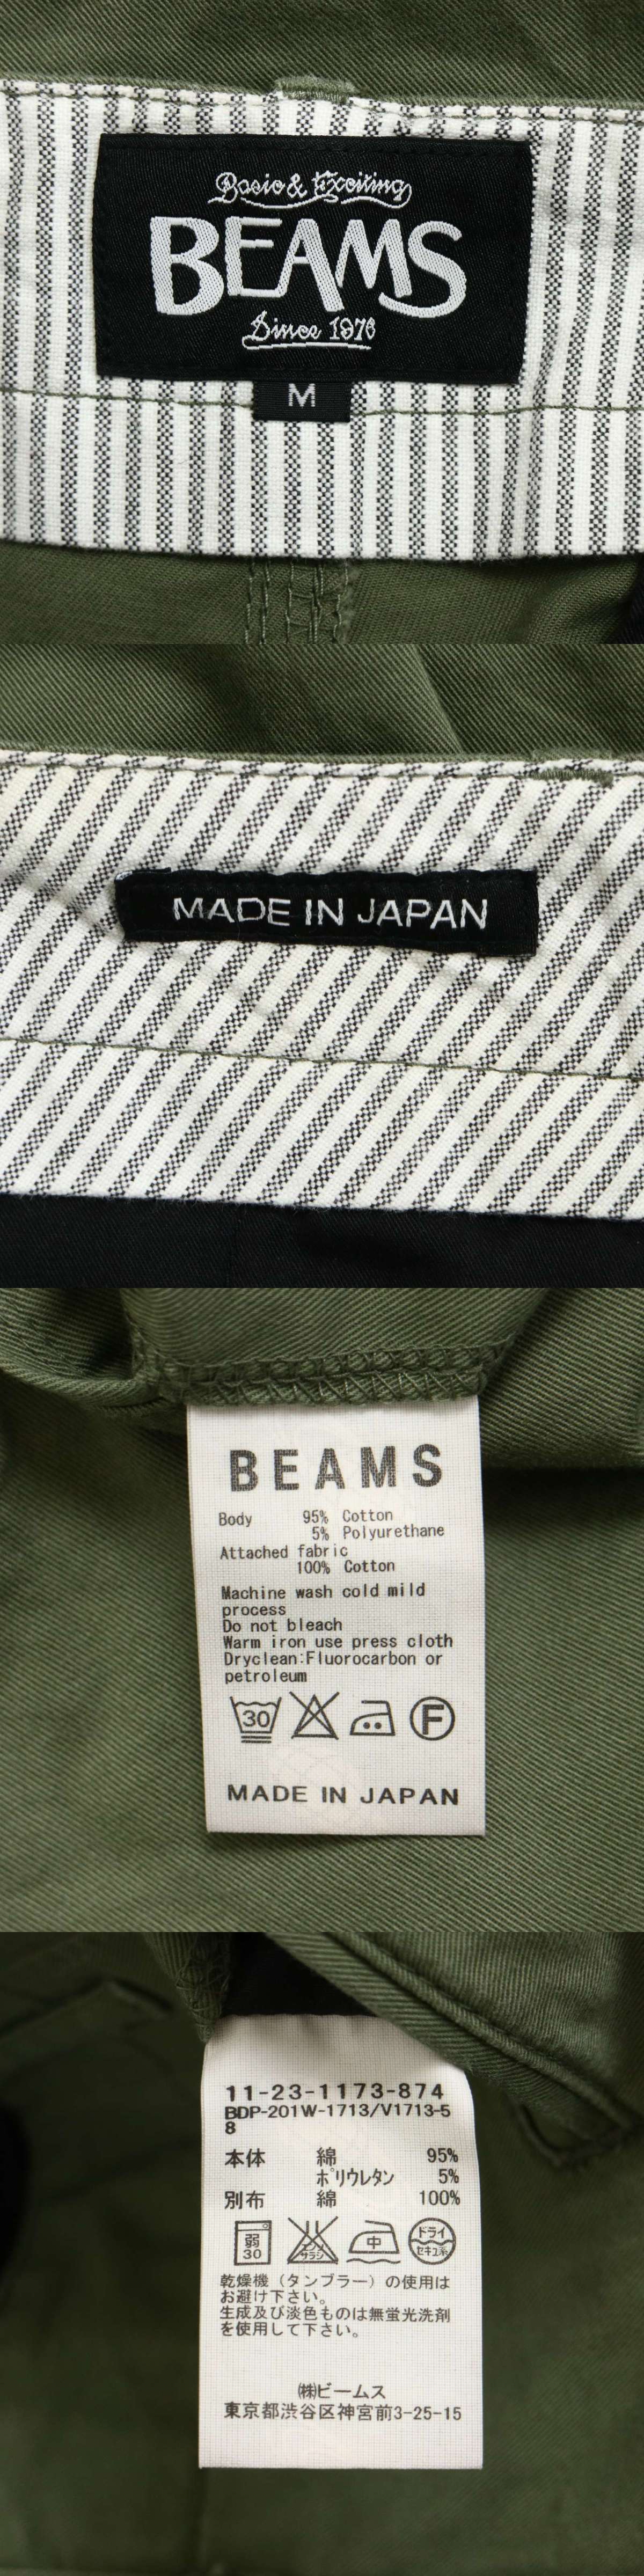 Basic & Exciting
BEAMS
Since 1976
M
MADE IN JAPAN
BEAMS
Body 95% Cotton
5% Polyurethane
Attached fabric
100% Cotton
Machine wash cold mild
process
Do not bleach
Warm iron use press cloth
Dryclean:Fluorocarbon or
petroleum
30 F
MADE IN JAPAN
11-23-1173-874
BDP-201W-1713/V1713-5
8
本体 綿 95%
ポリウレタン 5%
別布 綿 100%
弱 30 エンソサラシ 中 ドライ セキユ系
乾燥機（タンブラー）の使用は
お避け下さい。
生成及び淡色ものは無蛍光洗剤
を使用して下さい。
㈱ビームス
東京都渋谷区神宮前3-25-15